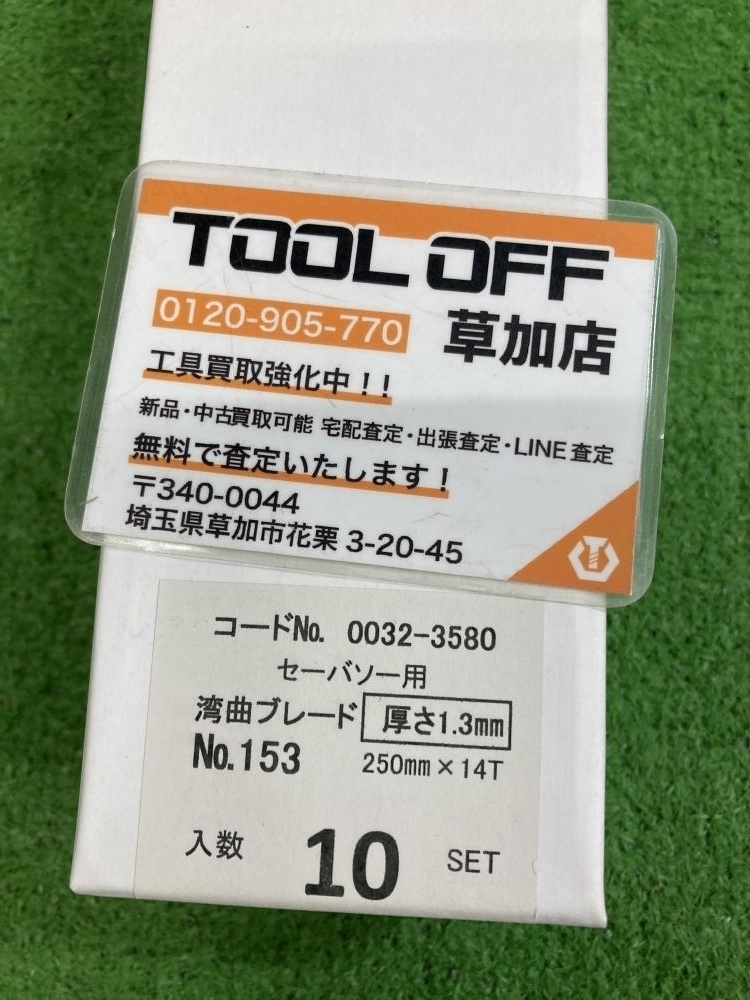 TOOL OFF
0120-905-770 草加店
工具買取強化中!!
新品・中古買取可能 宅配査定・出張査定・LINE査定
無料で査定いたします!
〒340-0044
埼玉県草加市花栗 3-20-45
コードNo. 0032-3580
セーバソー用
湾曲ブレード 厚さ1.3mm
No.153 250mm×14T
入数 10 SET